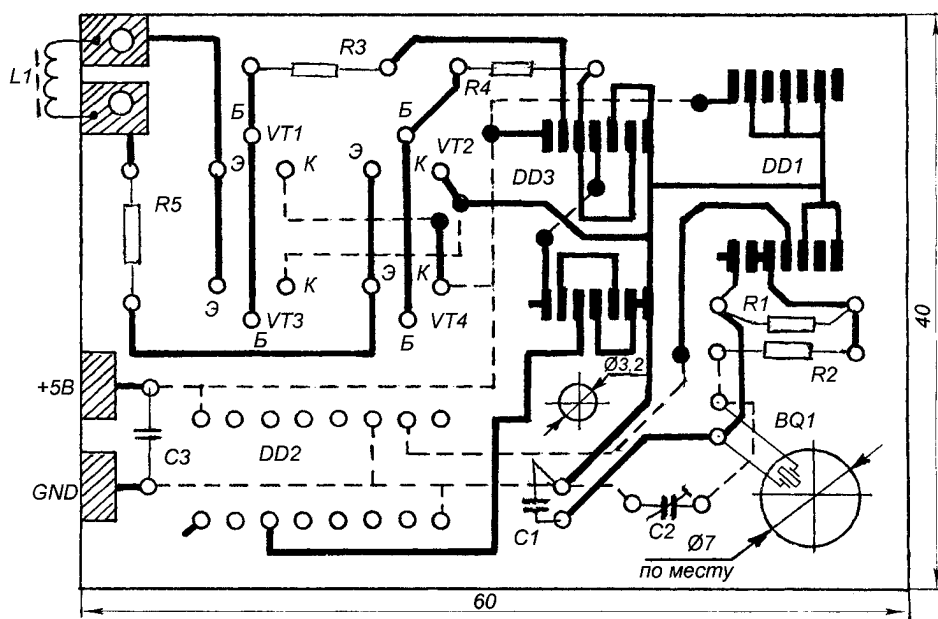 L1
R3
R4
Б
Б
VT1
VT2
Э
К
Э
К
DD3
DD1
R5
К
Э
К
Э
VT3
Б
Б
VT4
R1
R2
40
+5В
Ø3,2
C3
DD2
BQ1
GND
C1
C2
Ø7
по месту
60